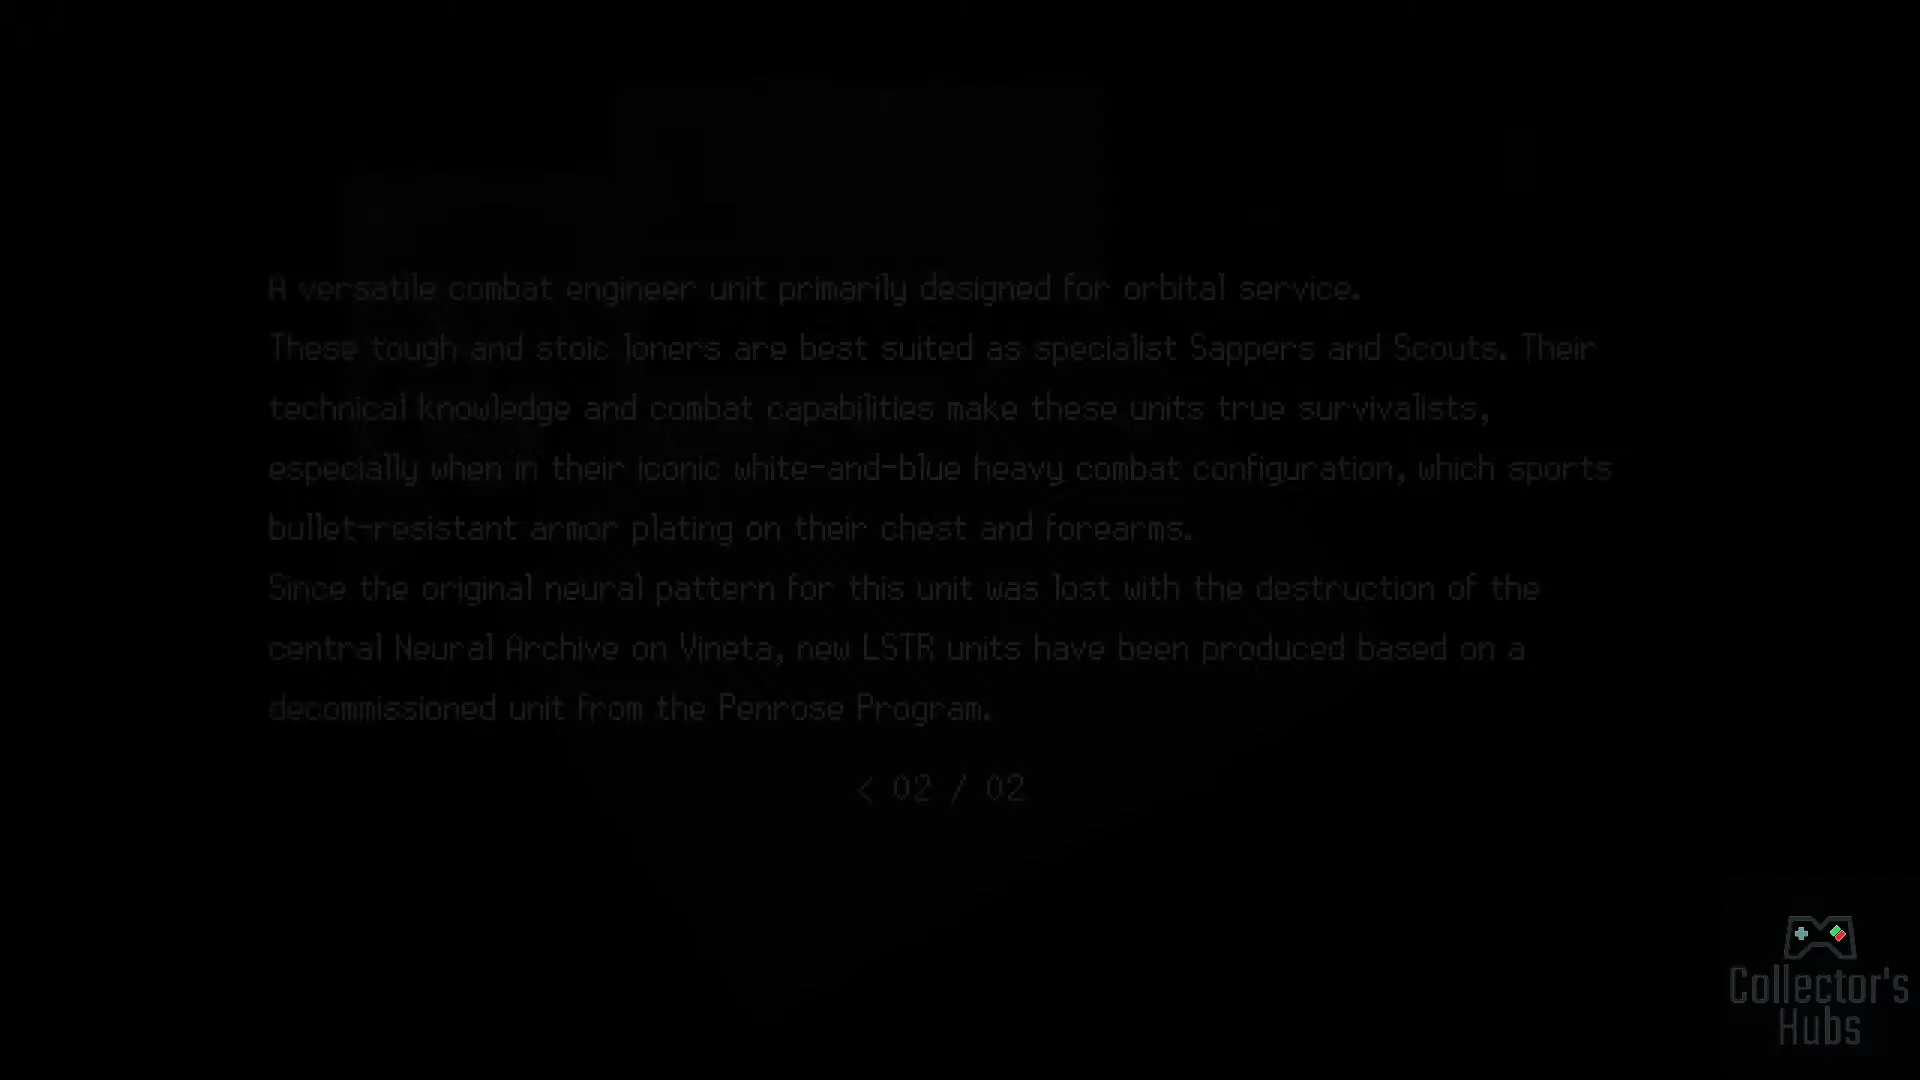 A versatile combat engineer unit primarily designed for orbital service.
These tough and stoic loners are best suited as specialist Sappers and Scouts. Their
technical knowledge and combat capabilities make these units true survivalists,
especially when in their iconic white-and-blue heavy combat configuration, which sports
bullet-resistant armor plating on their chest and forearms.
Since the original neural pattern for this unit was lost with the destruction of the
central Neural Archive on Vineta, new LSTR units have been produced based on a
decommissioned unit from the Penrose Program.
< 02 / 02
Collector's
Hubs